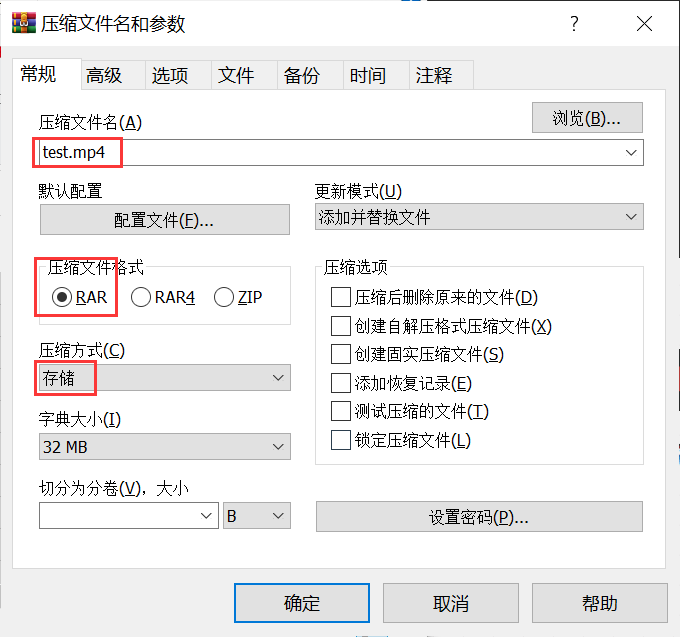 压缩文件名和参数
?
常规 高级 选项 文件 备份 时间 注释
压缩文件名(A)
浏览(B)...
test.mp4
默认配置
配置文件(F)...
更新模式(U)
添加并替换文件
压缩文件格式
RAR RAR4 ZIP
压缩方式(C)
存储
字典大小(I)
32 MB
切分为分卷(V)，大小
B
压缩选项
压缩后删除原来的文件(D)
创建自解压格式压缩文件(X)
创建固实压缩文件(S)
添加恢复记录(E)
测试压缩的文件(T)
锁定压缩文件(L)
设置密码(P)...
确定 取消 帮助